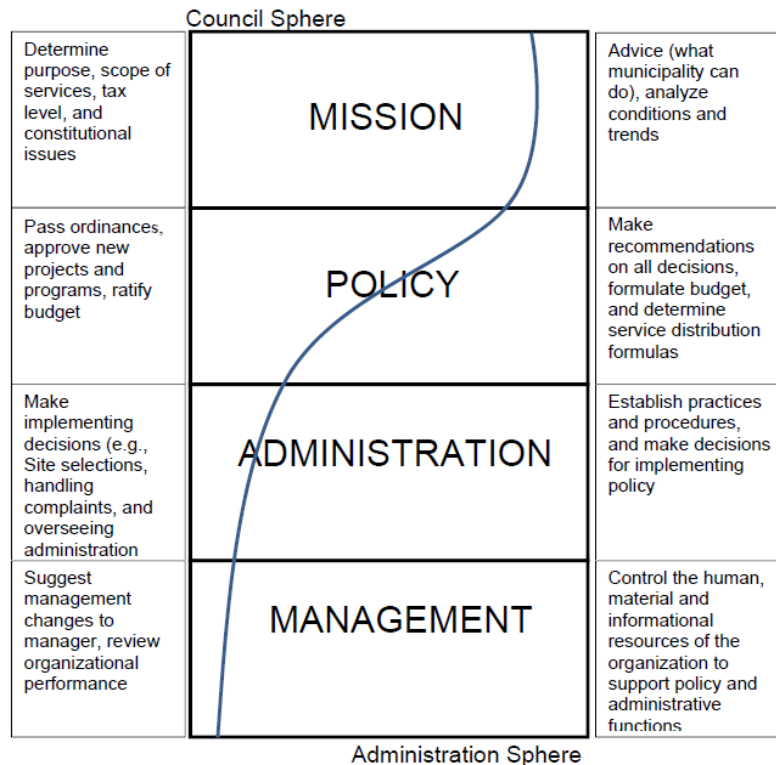 Council Sphere
Determine
purpose, scope of
services, tax
level, and
constitutional
issues
MISSION
Advice (what
municipality can
do), analyze
conditions and
trends
Pass ordinances,
approve new
projects and
programs, ratify
budget
POLICY
Make
recommendations
on all decisions,
formulate budget,
and determine
service distribution
formulas
Make
implementing
decisions (e.g.,
Site selections,
handling
complaints, and
overseeing
administration
ADMINISTRATION
Establish practices
and procedures,
and make decisions
for implementing
policy
Suggest
management
changes to
manager, review
organizational
performance
MANAGEMENT
Control the human,
material and
informational
resources of the
organization to
support policy and
administrative
functions
Administration Sphere